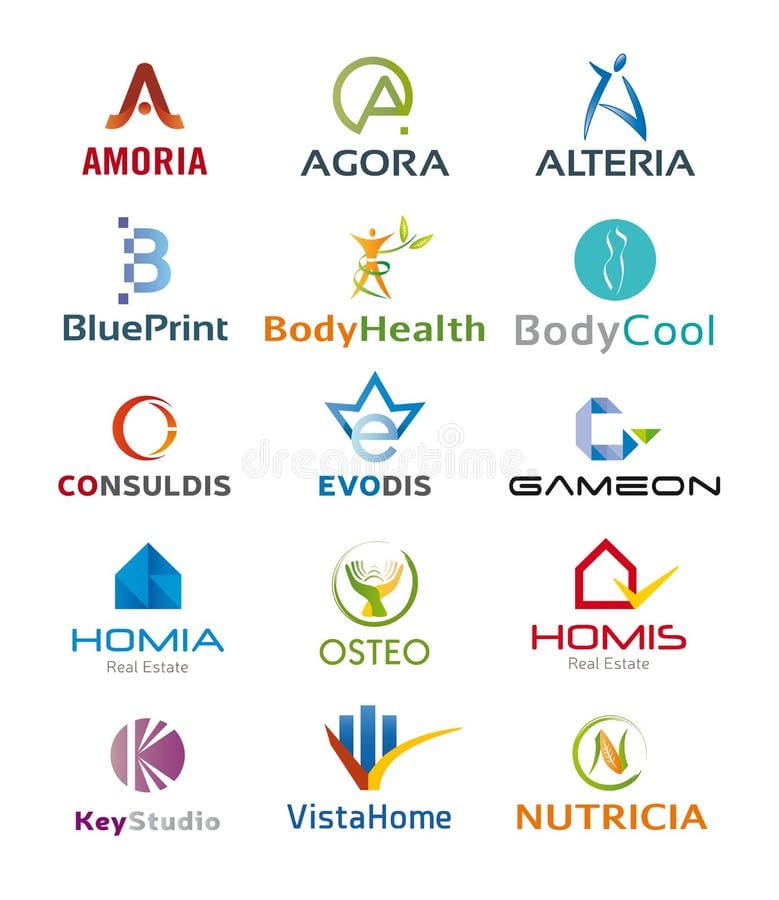 AMORIA
AGORA
ALTERIA
BluePrint
BodyHealth
BodyCool
dreamstime
CONSULDIS
EVODIS
GAMEON
HOMIA
Real Estate
OSTEO
HOMIS
Real Estate
KeyStudio
VistaHome
NUTRICIA